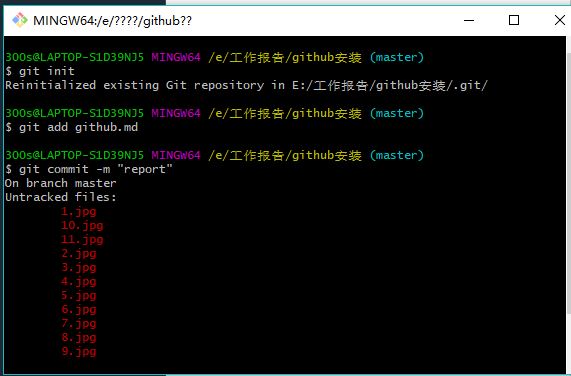 MINGW64:/e/????/github??
300s@LAPTOP-S1D39NJ5 MINGW64 /e/工作报告/github安装 (master)
$ git init
Reinitialized existing Git repository in E:/工作报告/github安装/.git/
300s@LAPTOP-S1D39NJ5 MINGW64 /e/工作报告/github安装 (master)
$ git add github.md
300s@LAPTOP-S1D39NJ5 MINGW64 /e/工作报告/github安装 (master)
$ git commit -m "report"
On branch master
Untracked files:
1.jpg
10.jpg
11.jpg
2.jpg
3.jpg
4.jpg
5.jpg
6.jpg
7.jpg
8.jpg
9.jpg